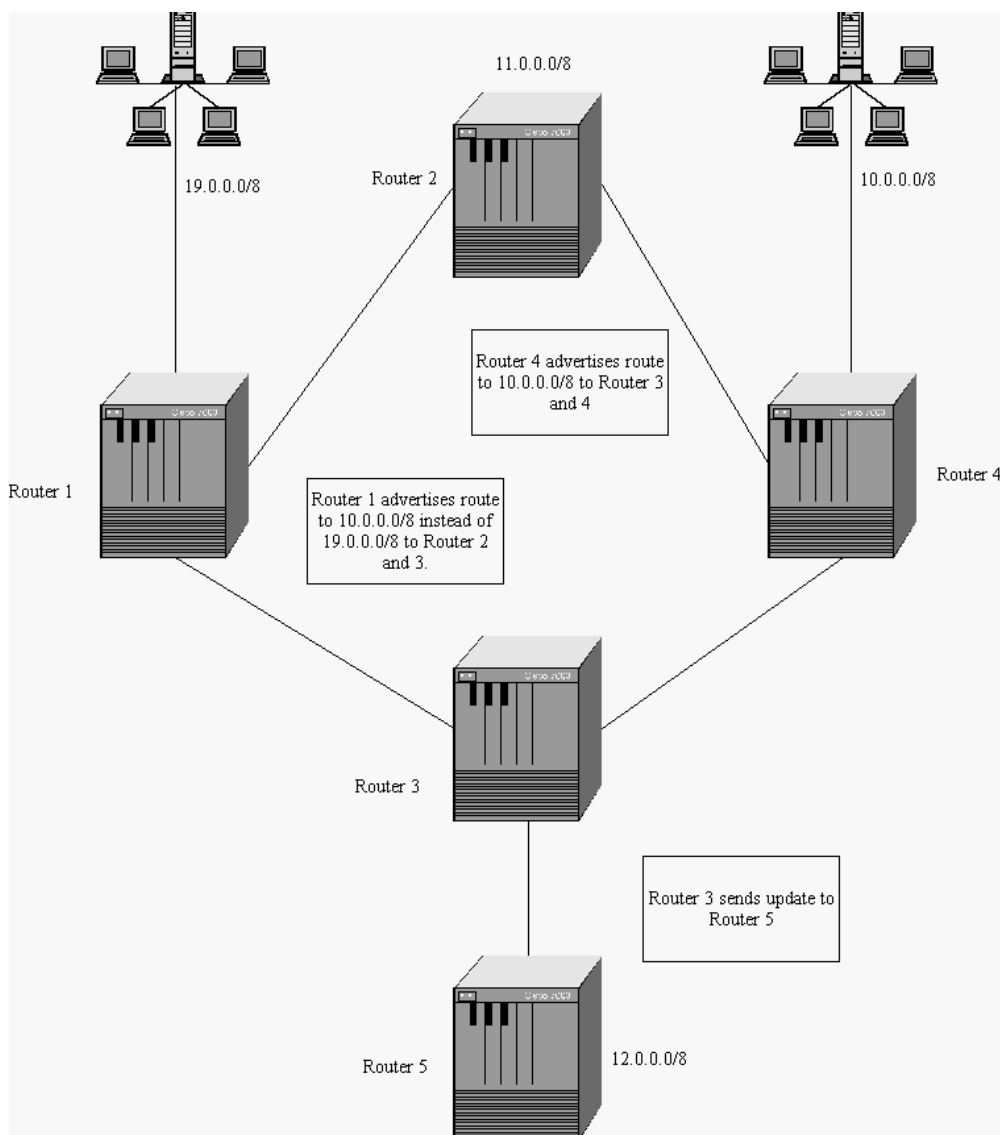 11.0.0.0/8
Router 2
19.0.0.0/8
10.0.0.0/8
Router 4 advertises route
to 10.0.0.0/8 to Router 3
and 4
Router 1
Router 4
Router 1 advertises route
to 10.0.0.0/8 instead of
19.0.0.0/8 to Router 2
and 3.
Router 3
Router 3 sends update to
Router 5
Router 5
12.0.0.0/8